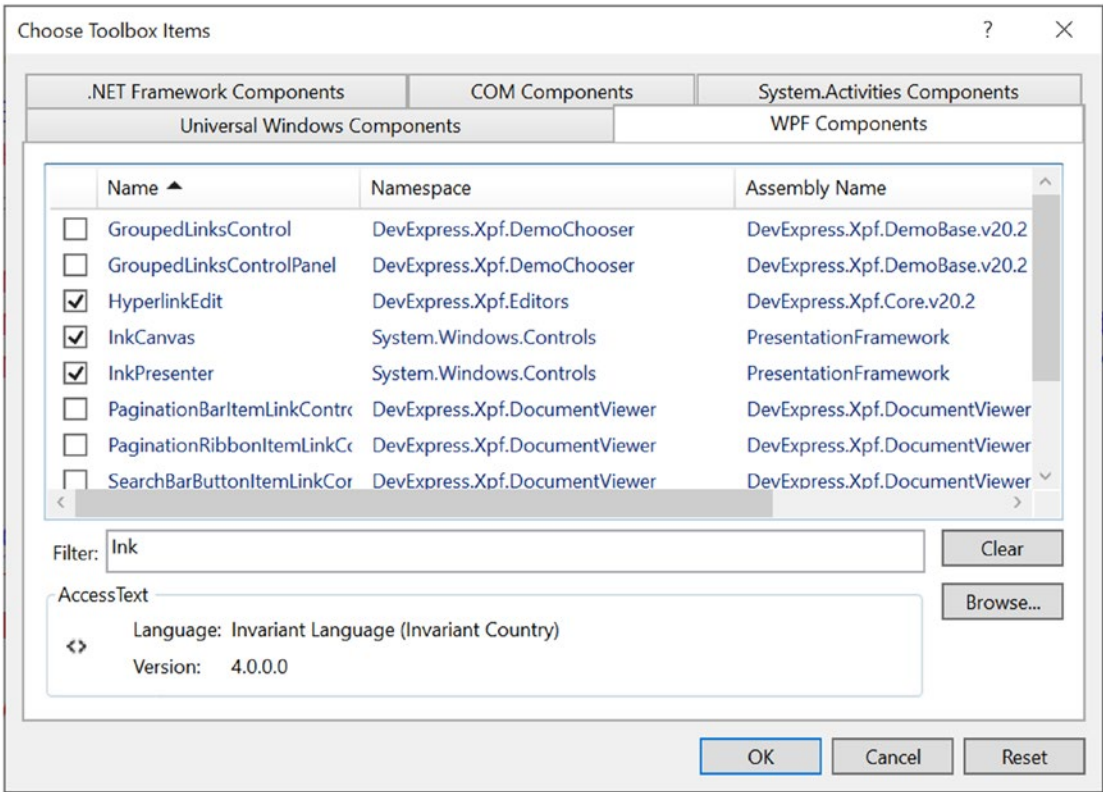 Choose Toolbox Items ?
.NET Framework Components COM Components System.Activities Components
Universal Windows Components WPF Components
Name Namespace Assembly Name
GroupedLinksControl DevExpress.Xpf.DemoChooser DevExpress.Xpf.DemoBase.v20.2
GroupedLinksControlPanel DevExpress.Xpf.DemoChooser DevExpress.Xpf.DemoBase.v20.2
HyperlinkEdit DevExpress.Xpf.Editors DevExpress.Xpf.Core.v20.2
InkCanvas System.Windows.Controls PresentationFramework
InkPresenter System.Windows.Controls PresentationFramework
PaginationBarItemLinkContro DevExpress.Xpf.DocumentViewer DevExpress.Xpf.DocumentViewer
PaginationRibbonItemLinkCo DevExpress.Xpf.DocumentViewer DevExpress.Xpf.DocumentViewer
SearchBarButtonItemLinkCor DevExpress.Xpf.DocumentViewer DevExpress.Xpf.DocumentViewer
Filter: Ink Clear
AccessText Browse...
Language: Invariant Language (Invariant Country)
Version: 4.0.0.0
OK Cancel Reset